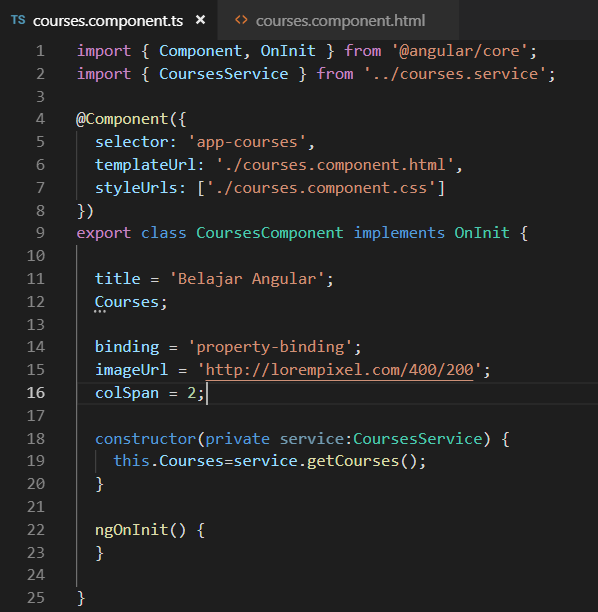 TS courses.component.ts × <> courses.component.html
1 import { Component, OnInit } from '@angular/core';
2 import { CoursesService } from '../courses.service';
3
4 @Component({
5   selector: 'app-courses',
6   templateUrl: './courses.component.html',
7   styleUrls: ['./courses.component.css']
8 })
9 export class CoursesComponent implements OnInit {
10
11   title = 'Belajar Angular';
12   Courses;
13
14   binding = 'property-binding';
15   imageUrl = 'http://lorempixel.com/400/200';
16   colSpan = 2;
17
18   constructor(private service:CoursesService) {
19     this.Courses=service.getCourses();
20   }
21
22   ngOnInit() {
23   }
24
25 }